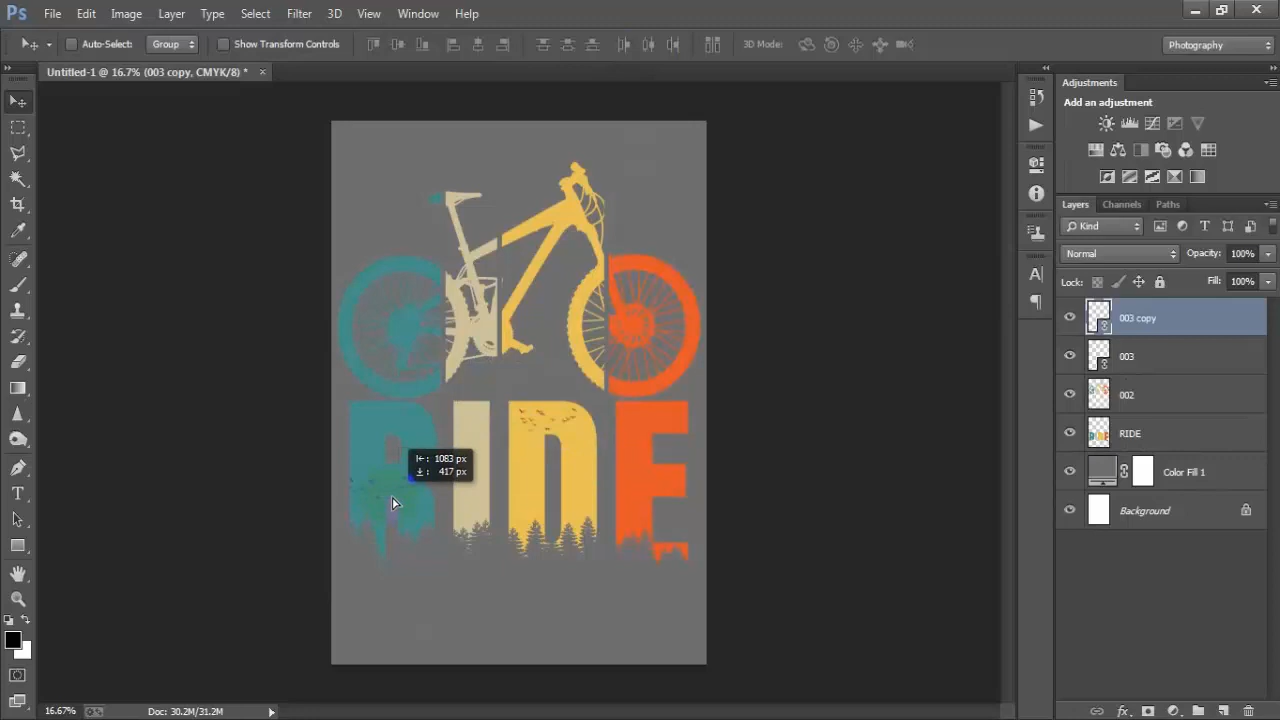 Ps File Edit Image Layer Type Select Filter 3D View Window Help
Auto-Select: Group Show Transform Controls 3D Mode: Photography
Untitled-1 @ 16.7% (003 copy, CMYK/8) *
Adjustments
Add an adjustment
Layers Channels Paths
Kind
Normal Opacity: 100%
Lock: Fill: 100%
003 copy
003
002
RIDE
Color Fill 1
Background
RIDE
1083 px
417 px
16.67% Doc: 30.2M/31.2M